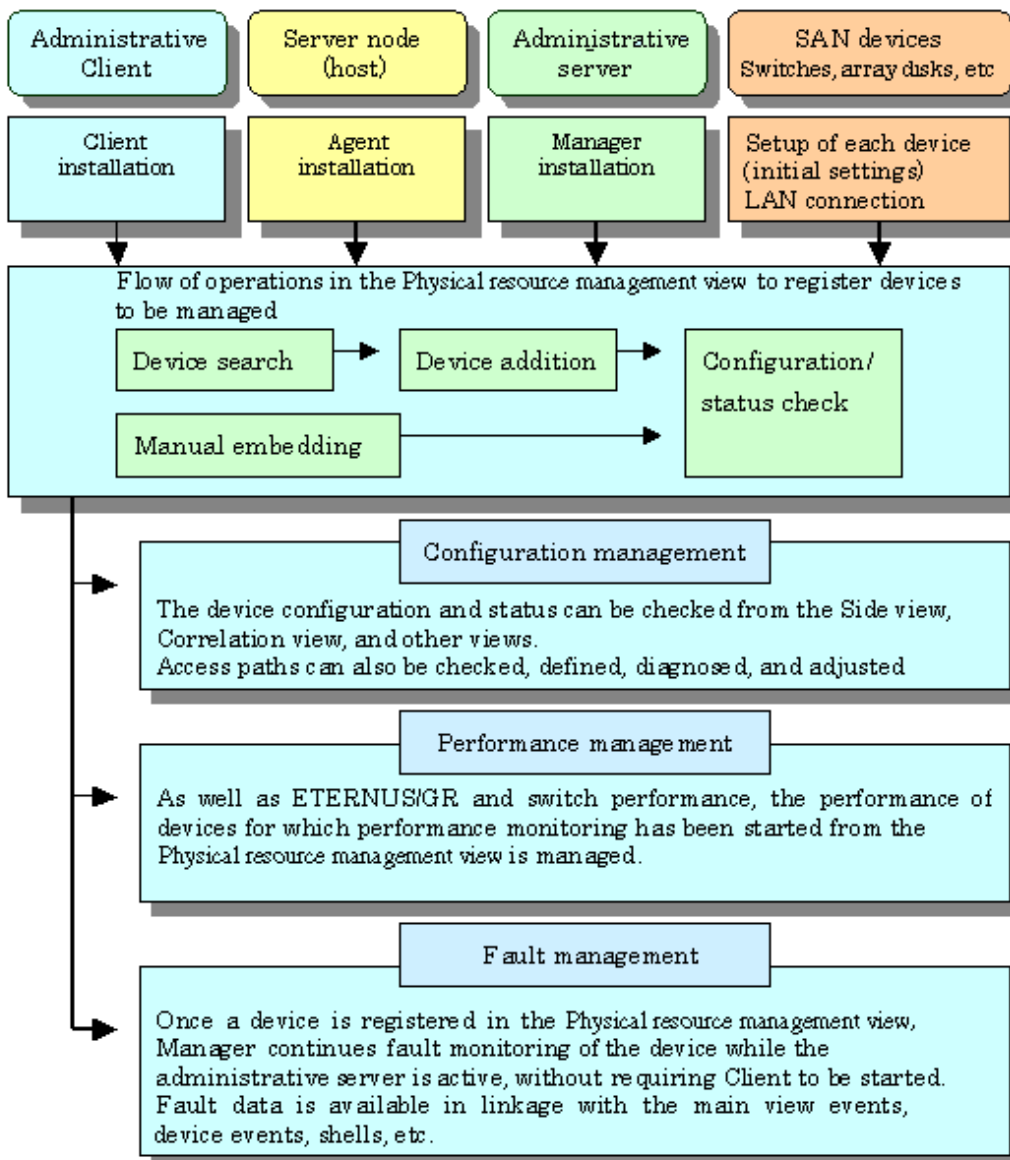 Administrative
Client
Server node
(host)
Administrative
server
SAN devices
Switches, array disks, etc
Client
installation
Agent
installation
Manager
installation
Setup of each device
(initial settings)
LAN connection
Flow of operations in the Physical resource management view to register devices
to be managed
Device search
Device addition
Configuration/
status check
Manual embedding
Configuration management
The device configuration and status can be checked from the Side view,
Correlation view, and other views.
Access paths can also be checked, defined, diagnosed, and adjusted
Performance management
As well as ETERNUS/GR and switch performance, the performance of
devices for which performance monitoring has been started from the
Physical resource management view is managed.
Fault management
Once a device is registered in the Physical resource management view,
Manager continues fault monitoring of the device while the
administrative server is active, without requiring Client to be started.
Fault data is available in linkage with the main view events,
device events, shells, etc.